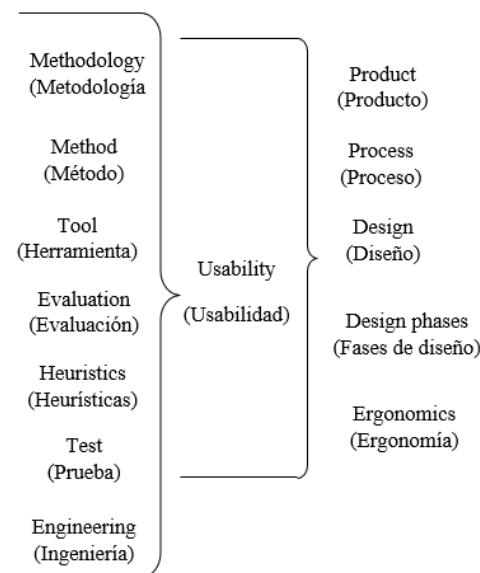 Methodology
(Metodología
Method
(Método)
Tool
(Herramienta)
Evaluation
(Evaluación)
Heuristics
(Heurísticas)
Test
(Prueba)
Engineering
(Ingeniería)
Usability
(Usabilidad)
Product
(Producto)
Process
(Proceso)
Design
(Diseño)
Design phases
(Fases de diseño)
Ergonomics
(Ergonomía)